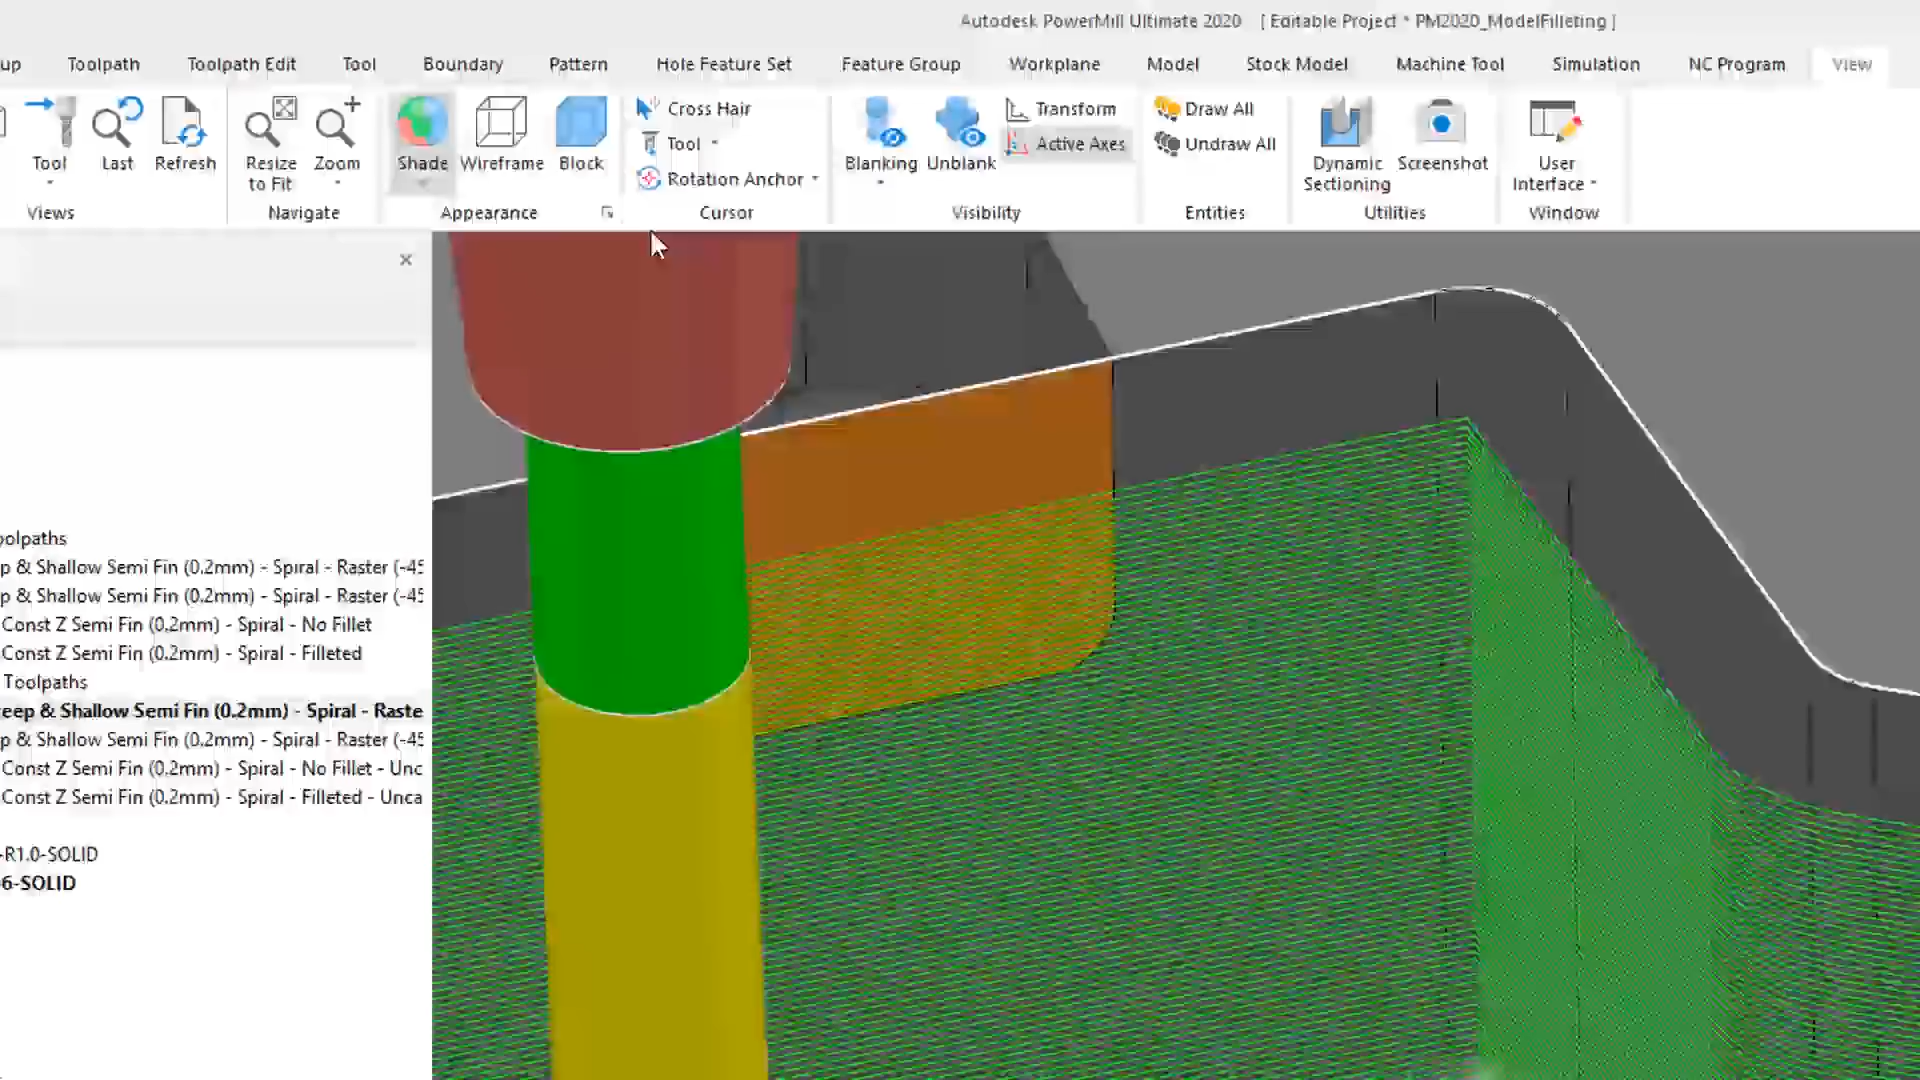 Autodesk PowerMill Ultimate 2020 [ Editable Project * PM2020_ModelFilleting ]
up Toolpath Toolpath Edit Tool Boundary Pattern Hole Feature Set Feature Group Workplane Model Stock Model Machine Tool Simulation NC Program View
Tool Last Refresh
Views
Resize to Fit Zoom
Navigate
Shade Wireframe Block
Appearance
Cross Hair
Tool
Rotation Anchor
Cursor
Blanking Unblank
Transform
Active Axes
Visibility
Draw All
Undraw All
Entities
Dynamic Sectioning Screenshot
Utilities
User Interface
Window
oolpaths
p & Shallow Semi Fin (0.2mm) - Spiral - Raster (-45
p & Shallow Semi Fin (0.2mm) - Spiral - Raster (-45
Const Z Semi Fin (0.2mm) - Spiral - No Fillet
Const Z Semi Fin (0.2mm) - Spiral - Filleted
Toolpaths
eep & Shallow Semi Fin (0.2mm) - Spiral - Raste
p & Shallow Semi Fin (0.2mm) - Spiral - Raster (-45
Const Z Semi Fin (0.2mm) - Spiral - No Fillet - Unc
Const Z Semi Fin (0.2mm) - Spiral - Filleted - Unca
-R1.0-SOLID
6-SOLID